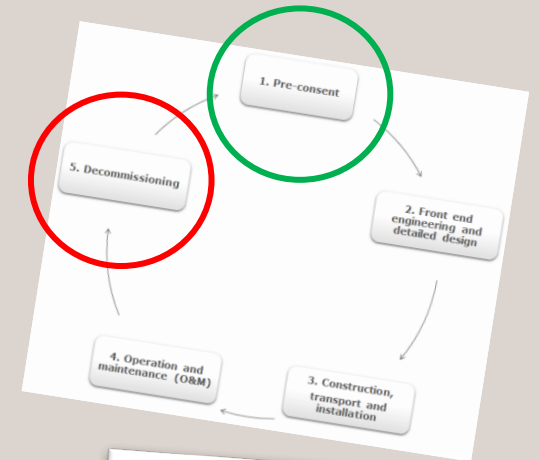 1. Pre-consent
2. Front end
engineering and
detailed design
3. Construction,
transport and
installation
4. Operation and
maintenance (O&M)
5. Decommissioning